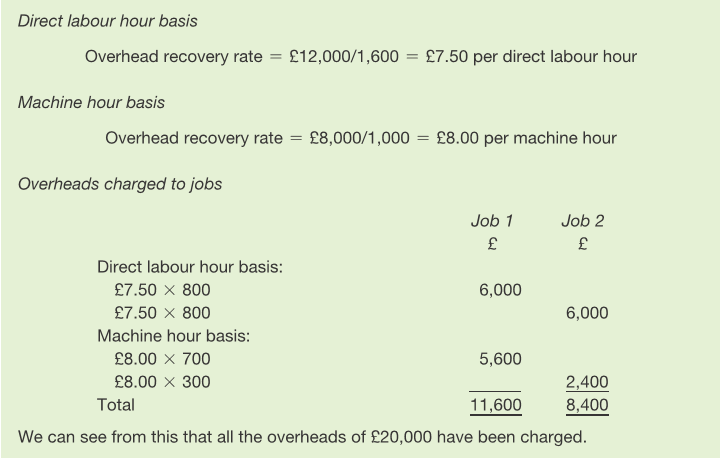 Direct labour hour basis
Overhead recovery rate = £12,000/1,600 = £7.50 per direct labour hour
Machine hour basis
Overhead recovery rate = £8,000/1,000 = £8.00 per machine hour
Overheads charged to jobs
Job 1 Job 2
£ £
Direct labour hour basis:
£7.50 × 800 6,000
£7.50 × 800 6,000
Machine hour basis:
£8.00 × 700 5,600
£8.00 × 300 2,400
Total 11,600 8,400
We can see from this that all the overheads of £20,000 have been charged.